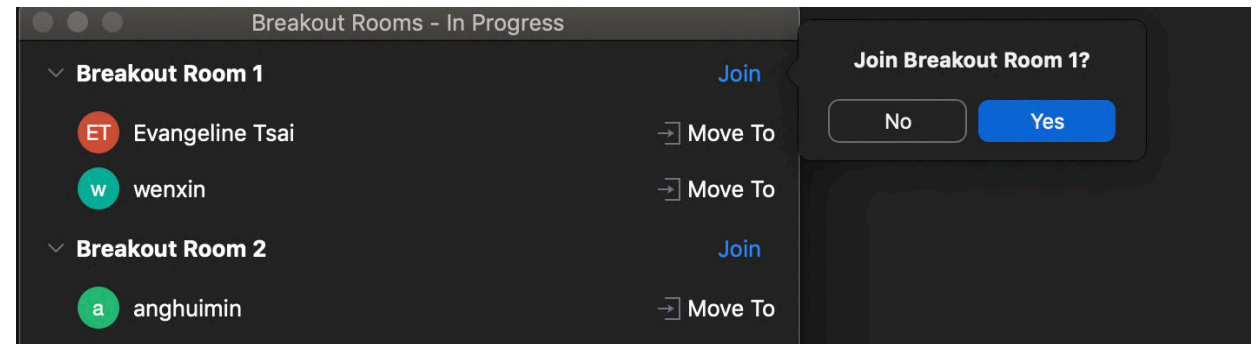 Breakout Rooms - In Progress
Breakout Room 1
Join
ET
Evangeline Tsai
Move To
w
wenxin
Move To
Breakout Room 2
Join
a
anghuimin
Move To
Join Breakout Room 1?
No
Yes